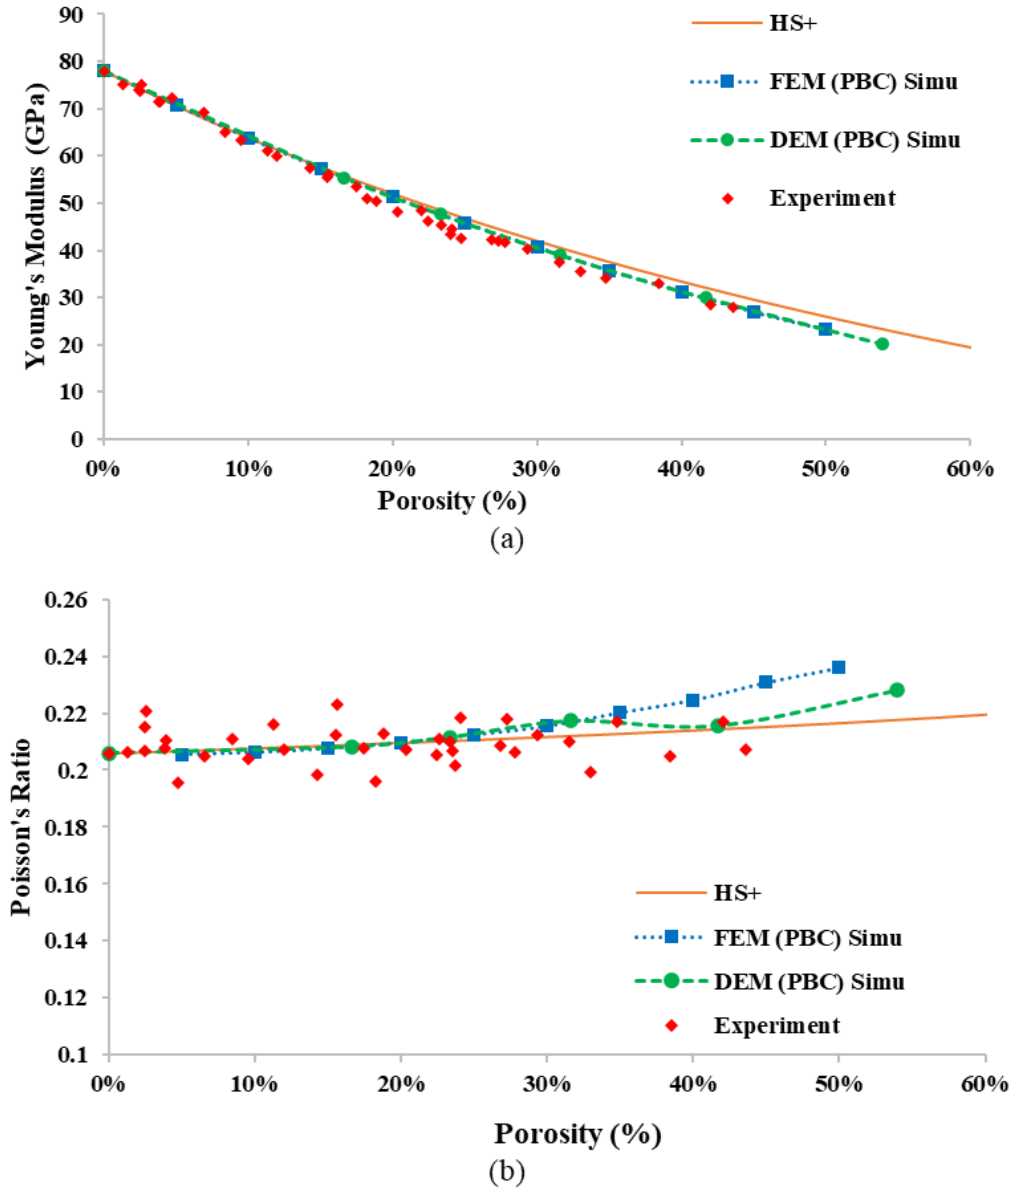 90
80
70
60
50
40
30
20
10
0
Young's Modulus (GPa)
HS+
FEM (PBC) Simu
DEM (PBC) Simu
Experiment
0% 10% 20% 30% 40% 50% 60%
Porosity (%)
(a)
0.26
0.24
0.22
0.2
0.18
0.16
0.14
0.12
0.1
Poisson's Ratio
HS+
FEM (PBC) Simu
DEM (PBC) Simu
Experiment
0% 10% 20% 30% 40% 50% 60%
Porosity (%)
(b)